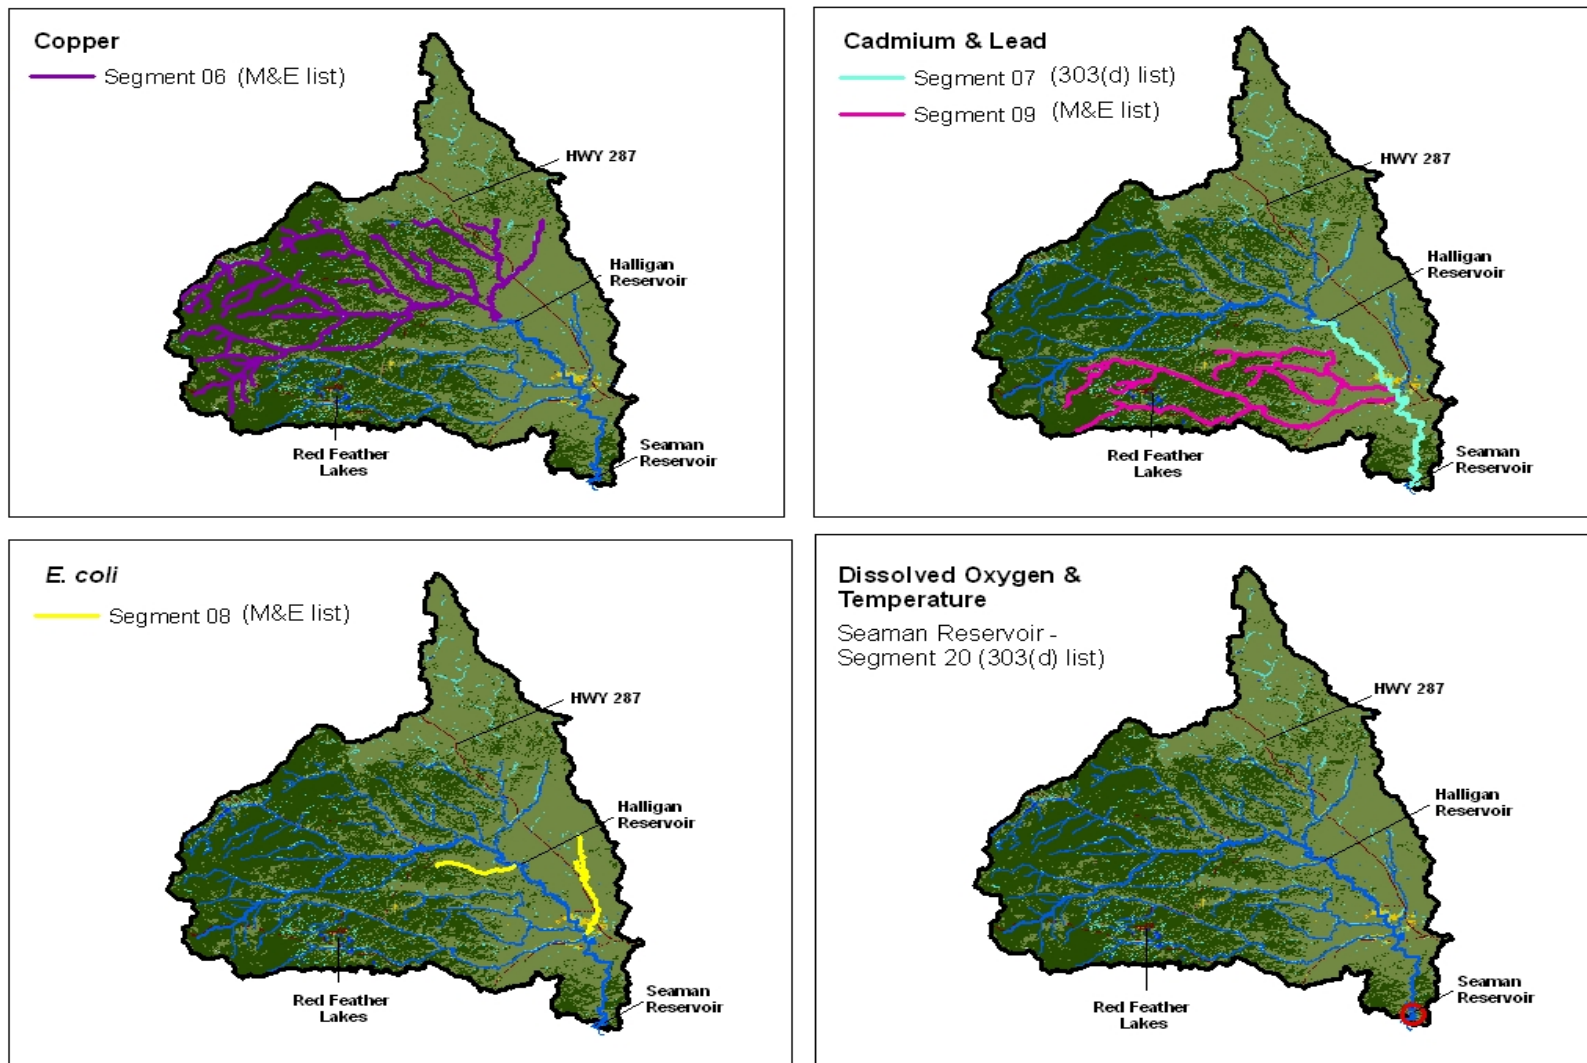 Copper
Segment 06 (M&E list)
HWY 287
Halligan
Reservoir
Red Feather
Lakes
Seaman
Reservoir
Cadmium & Lead
Segment 07 (303(d) list)
Segment 09 (M&E list)
HWY 287
Halligan
Reservoir
Red Feather
Lakes
Seaman
Reservoir
E. coli
Segment 08 (M&E list)
HWY 287
Halligan
Reservoir
Red Feather
Lakes
Seaman
Reservoir
Dissolved Oxygen &
Temperature
Seaman Reservoir -
Segment 20 (303(d) list)
HWY 287
Halligan
Reservoir
Red Feather
Lakes
Seaman
Reservoir